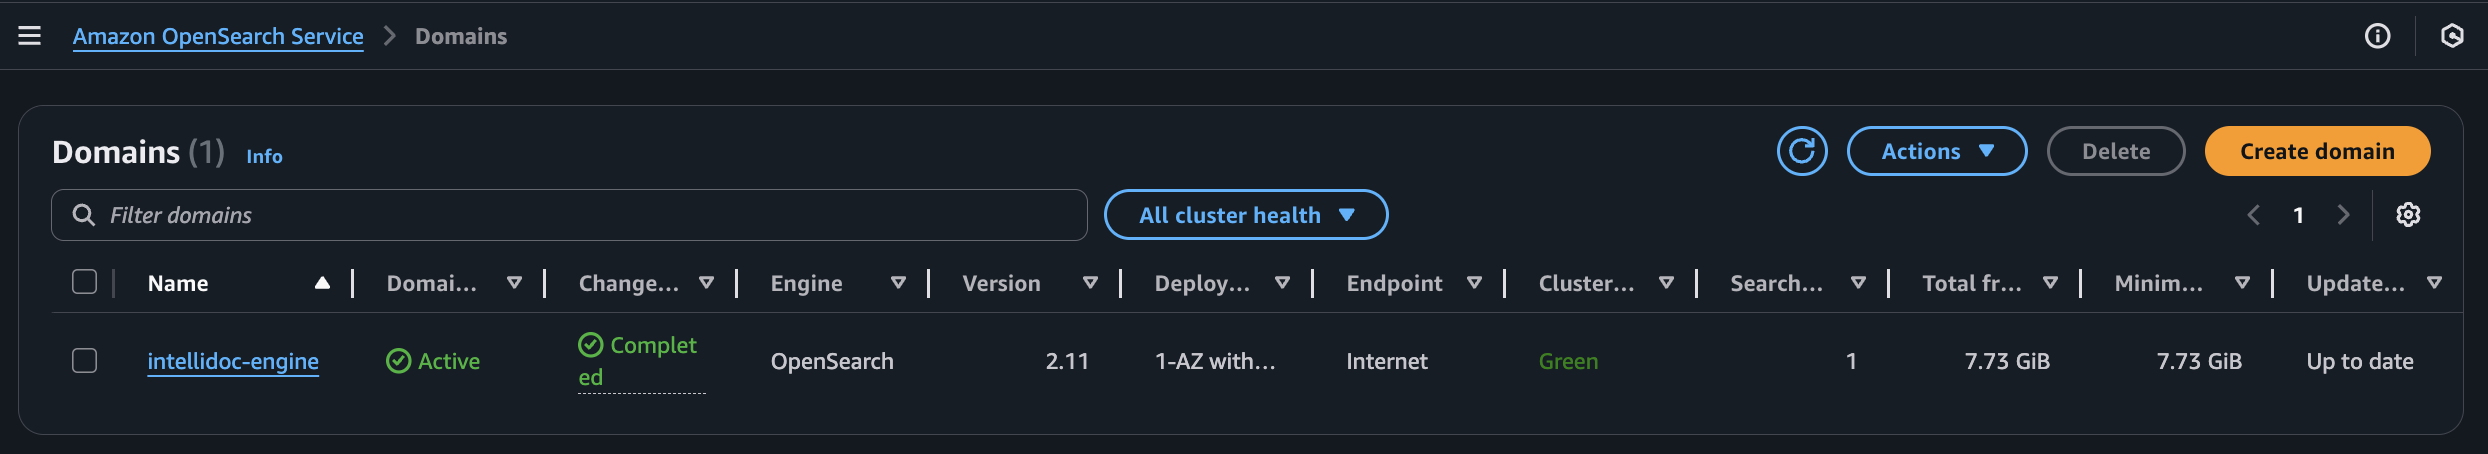 Amazon OpenSearch Service > Domains
Domains (1) Info
Actions
Delete
Create domain
Filter domains
All cluster health
1
Name Domai... Change... Engine Version Deploy... Endpoint Cluster... Search... Total fr... Minim... Update...
intellidoc-engine Active Complet OpenSearch 2.11 1-AZ with... Internet Green 1 7.73 GiB 7.73 GiB Up to date
ed